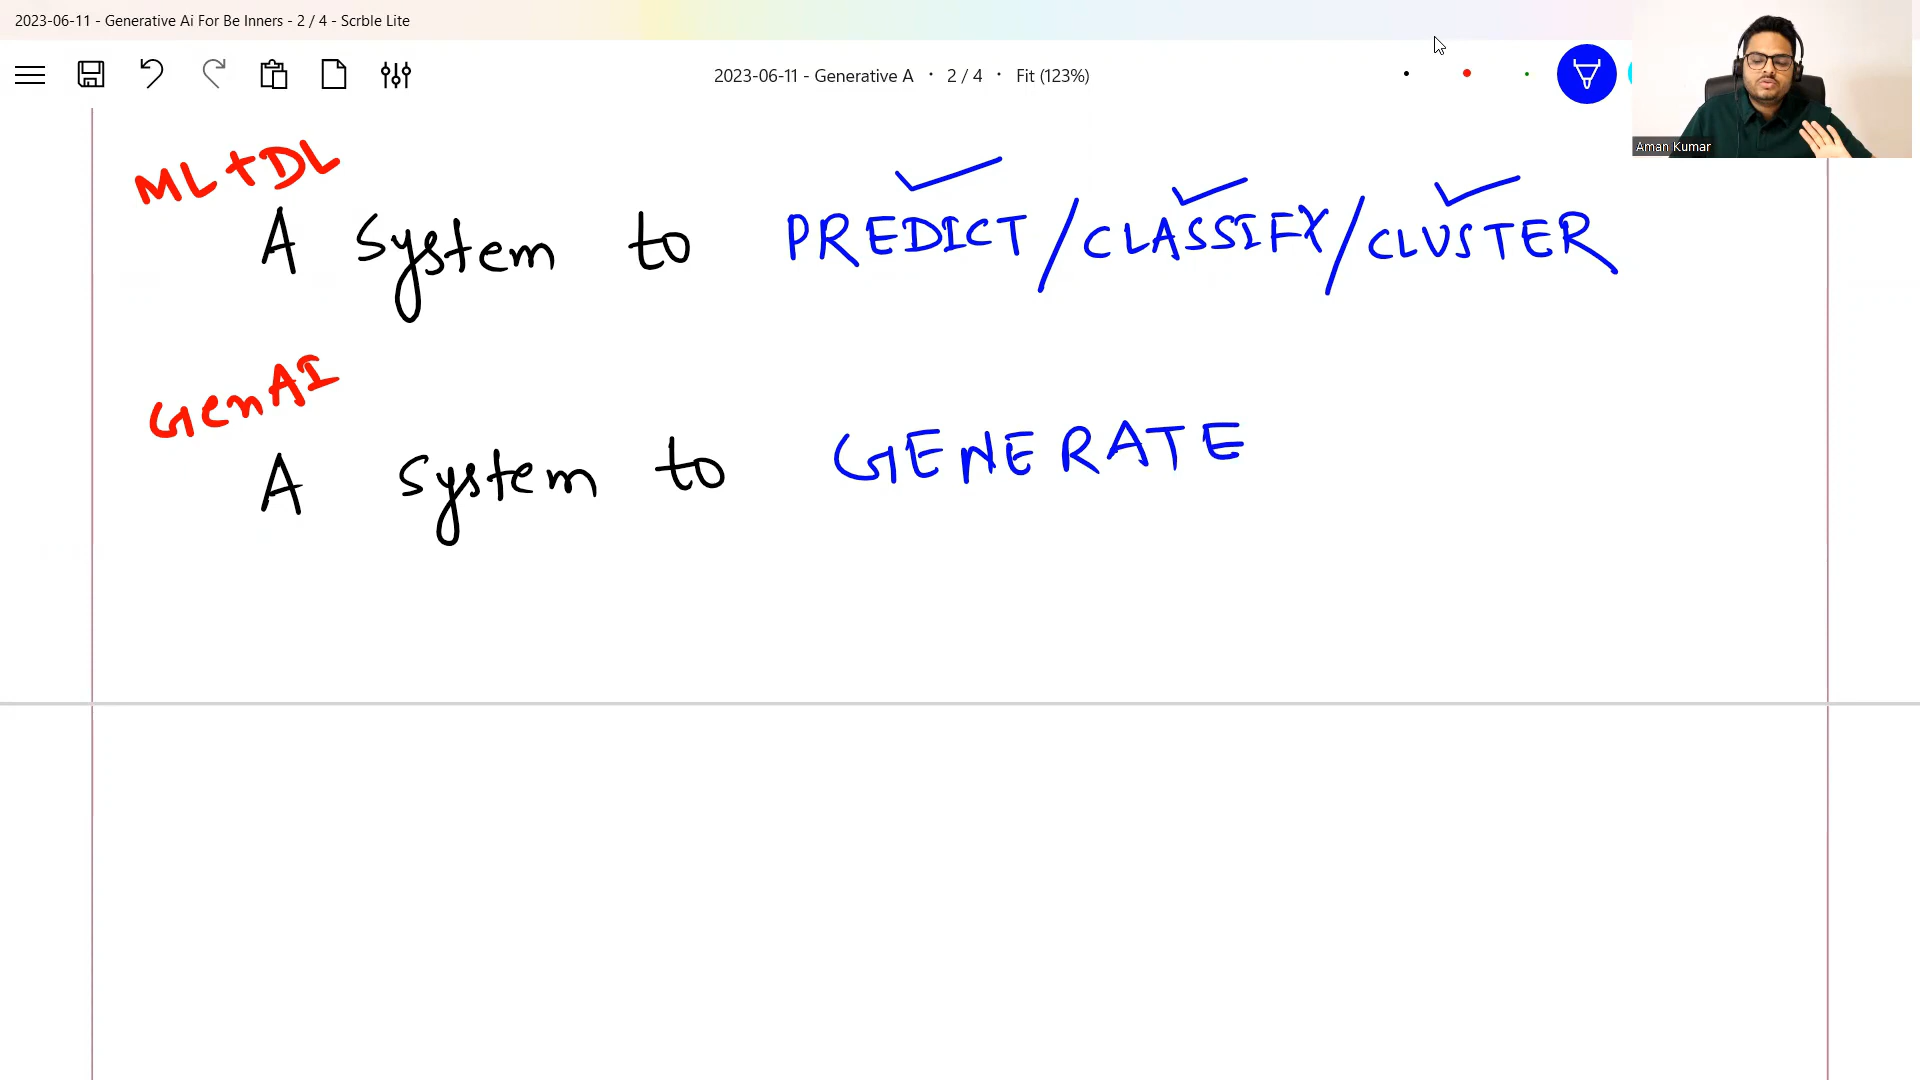 2023-06-11 - Generative Ai For Be Inners - 2 / 4 - Scrble Lite
2023-06-11 - Generative A • 2 / 4 • Fit (123%)
Aman Kumar
ML+DL
A System to PREDICT/CLASSIFY/CLUSTER
GenAI
A System to GENERATE